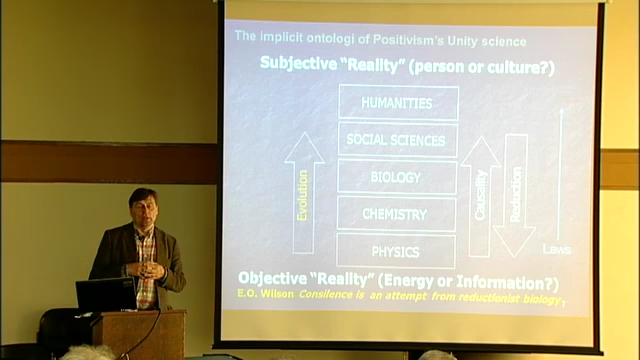 The implicit ontologi of Positivism's Unity science
Subjective "Reality" (person or culture?)
HUMANITIES
SOCIAL SCIENCES
BIOLOGY
CHEMISTRY
PHYSICS
Evolution
Causality
Reduction
Laws
Objective "Reality" (Energy or Information?)
E.O. Wilson Consilience is an attempt from reductionist biology,